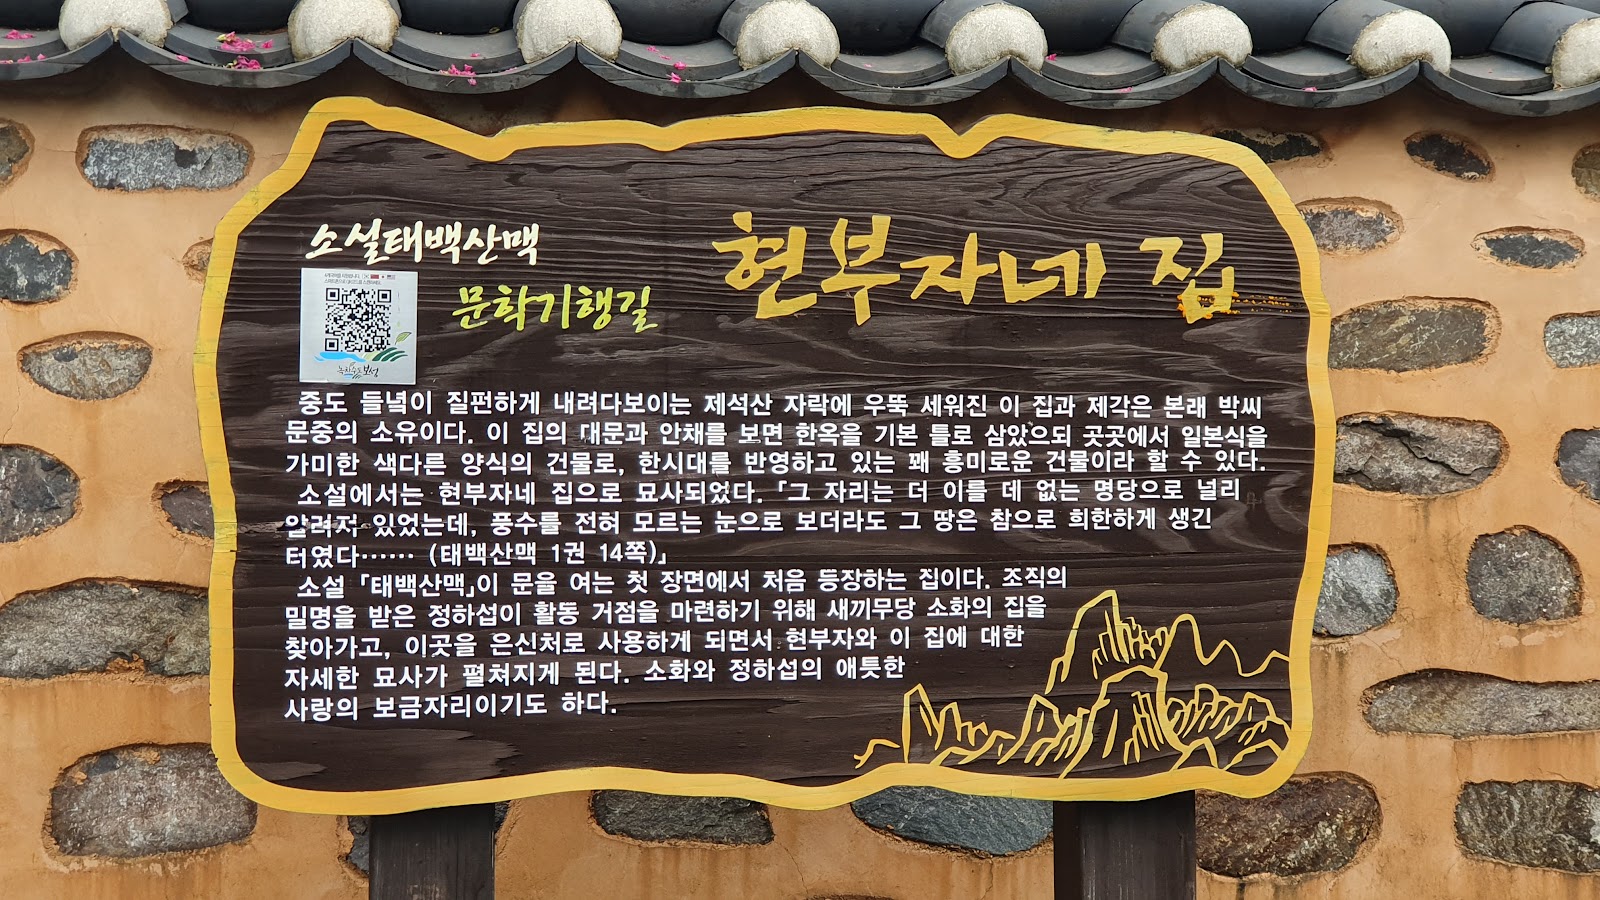 소설태백산맥
문학기행길
현부자네 집
녹차수도보성
중도 들녘이 질펀하게 내려다보이는 제석산 자락에 우뚝 세워진 이 집과 제각은 본래 박씨
문중의 소유이다. 이 집의 대문과 안채를 보면 한옥을 기본 틀로 삼았으되 곳곳에서 일본식을
가미한 색다른 양식의 건물로, 한시대를 반영하고 있는 꽤 흥미로운 건물이라 할 수 있다.
소설에서는 현부자네 집으로 묘사되었다. 「그 자리는 더 이를 데 없는 명당으로 널리
알려져 있었는데, 풍수를 전혀 모르는 눈으로 보더라도 그 땅은 참으로 희한하게 생긴
터였다…… (태백산맥 1권 14쪽)」
소설 「태백산맥」이 문을 여는 첫 장면에서 처음 등장하는 집이다. 조직의
밀명을 받은 정하섭이 활동 거점을 마련하기 위해 새끼무당 소화의 집을
찾아가고, 이곳을 은신처로 사용하게 되면서 현부자와 이 집에 대한
자세한 묘사가 펼쳐지게 된다. 소화와 정하섭의 애틋한
사랑의 보금자리이기도 하다.